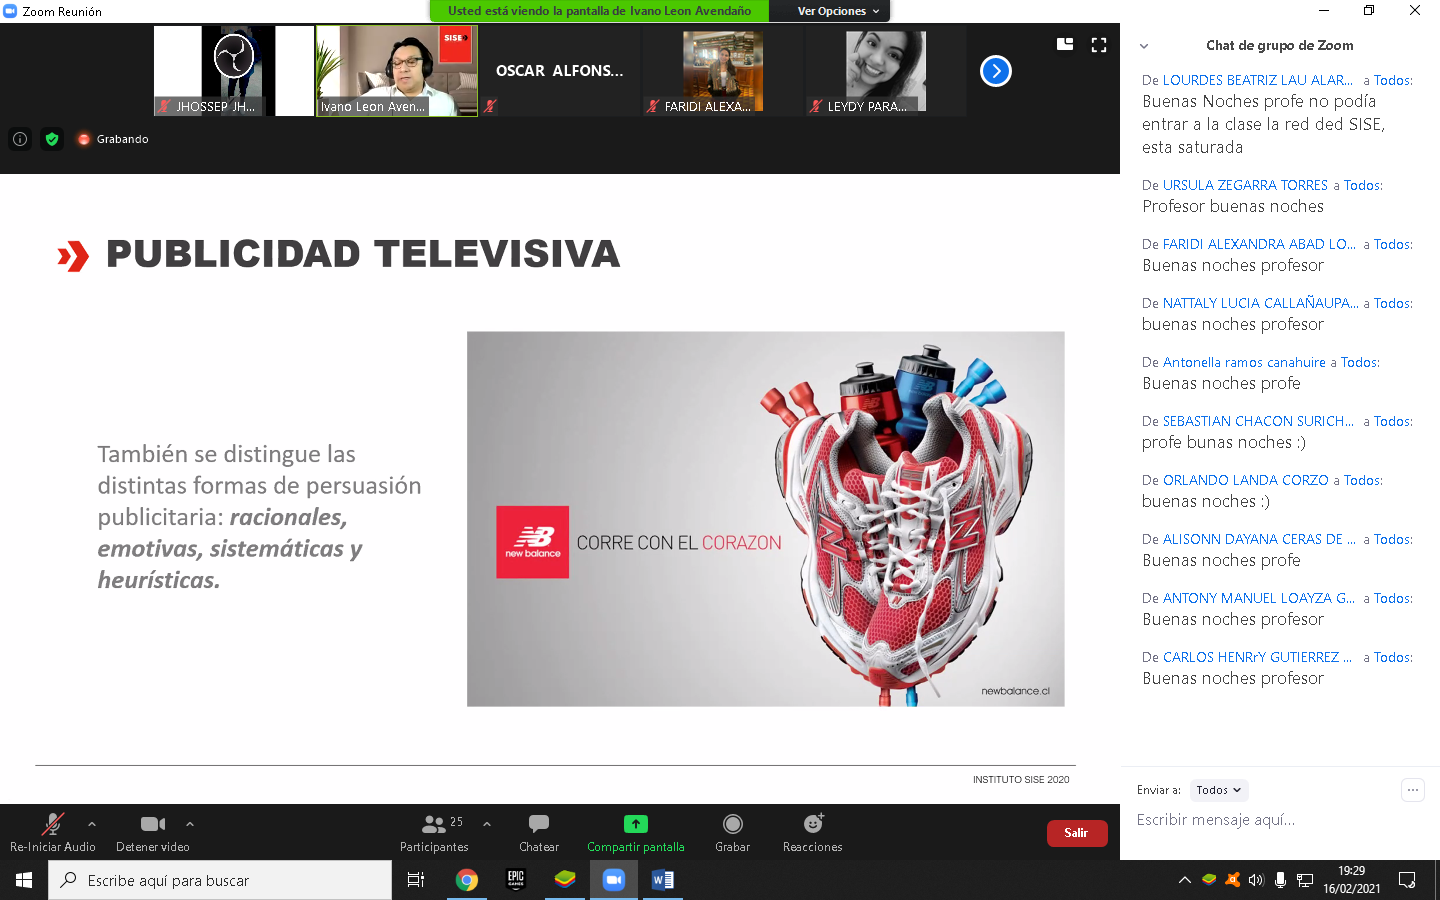 Zoom Reunión
Usted está viendo la pantalla de Ivano Leon Avendaño
Ver Opciones
JHOSSEP JH...
Ivano Leon Aven...
SISE
OSCAR ALFONS...
FARIDI ALEXA...
LEYDY PARA...
Grabando
PUBLICIDAD TELEVISIVA
También se distingue las
distintas formas de persuasión
publicitaria: racionales,
emotivas, sistemáticas y
heurísticas.
NB
new balance
CORRE CON EL CORAZON
newbalance.cl
INSTITUTO SISE 2020
Chat de grupo de Zoom
De LOURDES BEATRIZ LAU ALAR... a Todos:
Buenas Noches profe no podía
entrar a la clase la red ded SISE,
esta saturada
De URSULA ZEGARRA TORRES a Todos:
Profesor buenas noches
De FARIDI ALEXANDRA ABAD LO... a Todos:
Buenas noches profesor
De NATTALY LUCIA CALLAÑAUPA... a Todos:
buenas noches profesor
De Antonella ramos canahuire a Todos:
Buenas noches profe
De SEBASTIAN CHACON SURICH... a Todos:
profe bunas noches :)
De ORLANDO LANDA CORZO a Todos:
buenas noches :)
De ALISONN DAYANA CERAS DE ... a Todos:
Buenas noches profe
De ANTONY MANUEL LOAYZA G... a Todos:
Buenas noches profesor
De CARLOS HENRrY GUTIERREZ ... a Todos:
Buenas noches profesor
Enviar a: Todos
Escribir mensaje aquí...
Re-Iniciar Audio
Detener video
Participantes
25
Chatear
Compartir pantalla
Grabar
Reacciones
Salir
Escribe aquí para buscar
EPIC
GAMES
19:29
16/02/2021